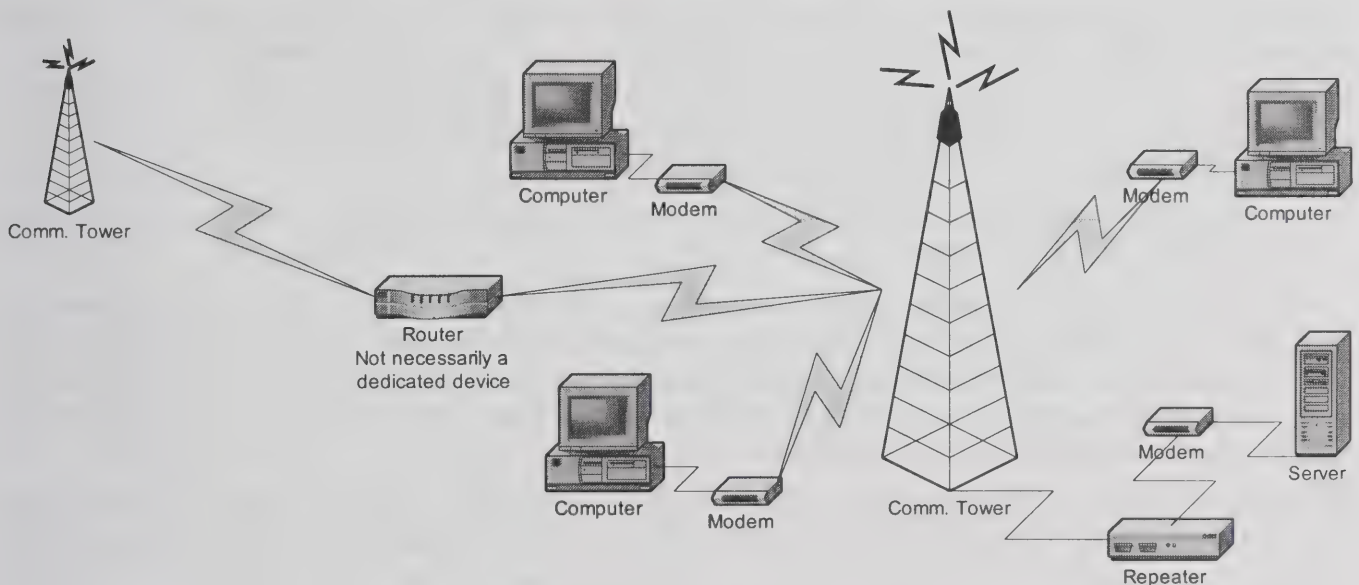 Comm. Tower
Computer
Modem
Router
Not necessarily a
dedicated device
Computer
Modem
Comm. Tower
Modem
Computer
Modem
Server
Repeater